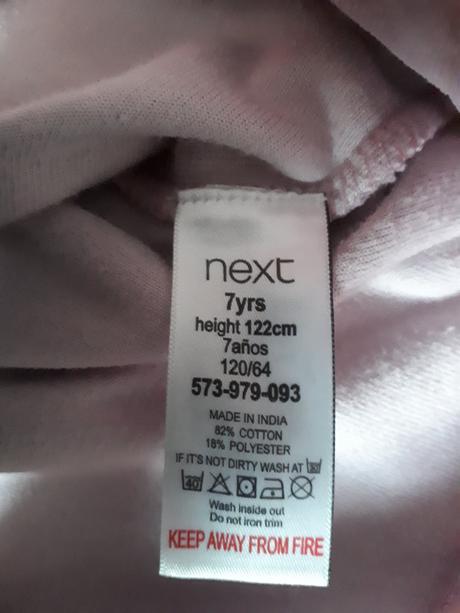 next
7yrs
height 122cm
7años
120/64
573-979-093
MADE IN INDIA
82% COTTON
18% POLYESTER
IF IT'S NOT DIRTY WASH AT 30
40
Wash inside out
Do not iron trim
KEEP AWAY FROM FIRE